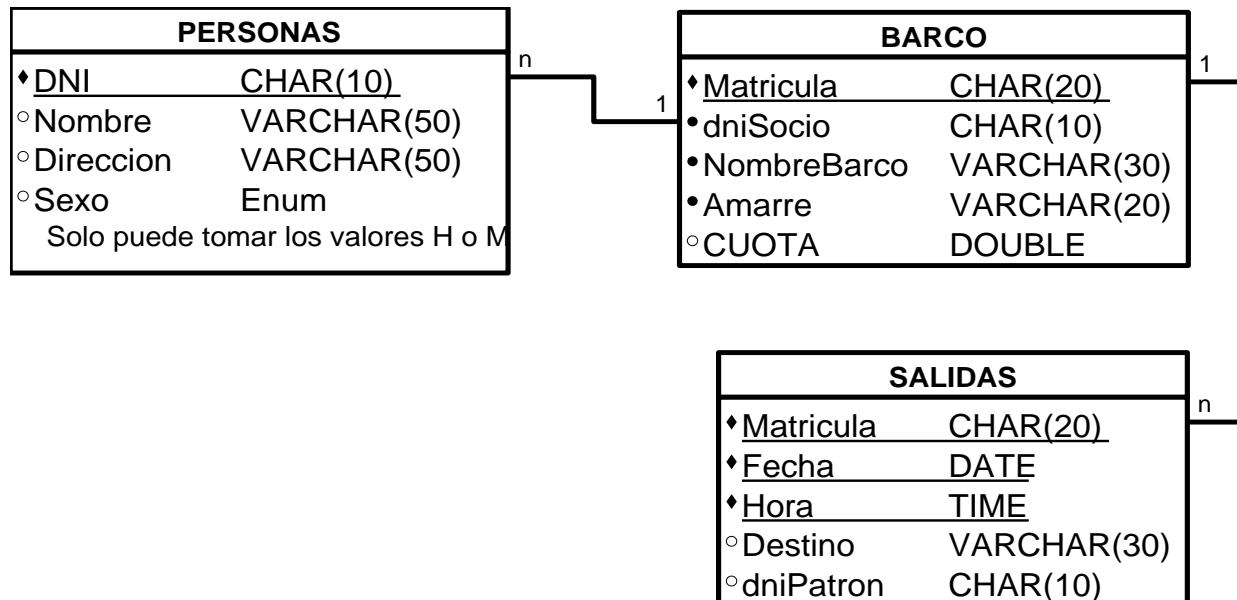 PERSONAS
DNI CHAR(10)
Nombre VARCHAR(50)
Direccion VARCHAR(50)
Sexo Enum
Solo puede tomar los valores H o M
n
1
BARCO
Matricula CHAR(20)
dniSocio CHAR(10)
NombreBarco VARCHAR(30)
Amarre VARCHAR(20)
CUOTA DOUBLE
1
SALIDAS
Matricula CHAR(20)
Fecha DATE
Hora TIME
Destino VARCHAR(30)
dniPatron CHAR(10)
n